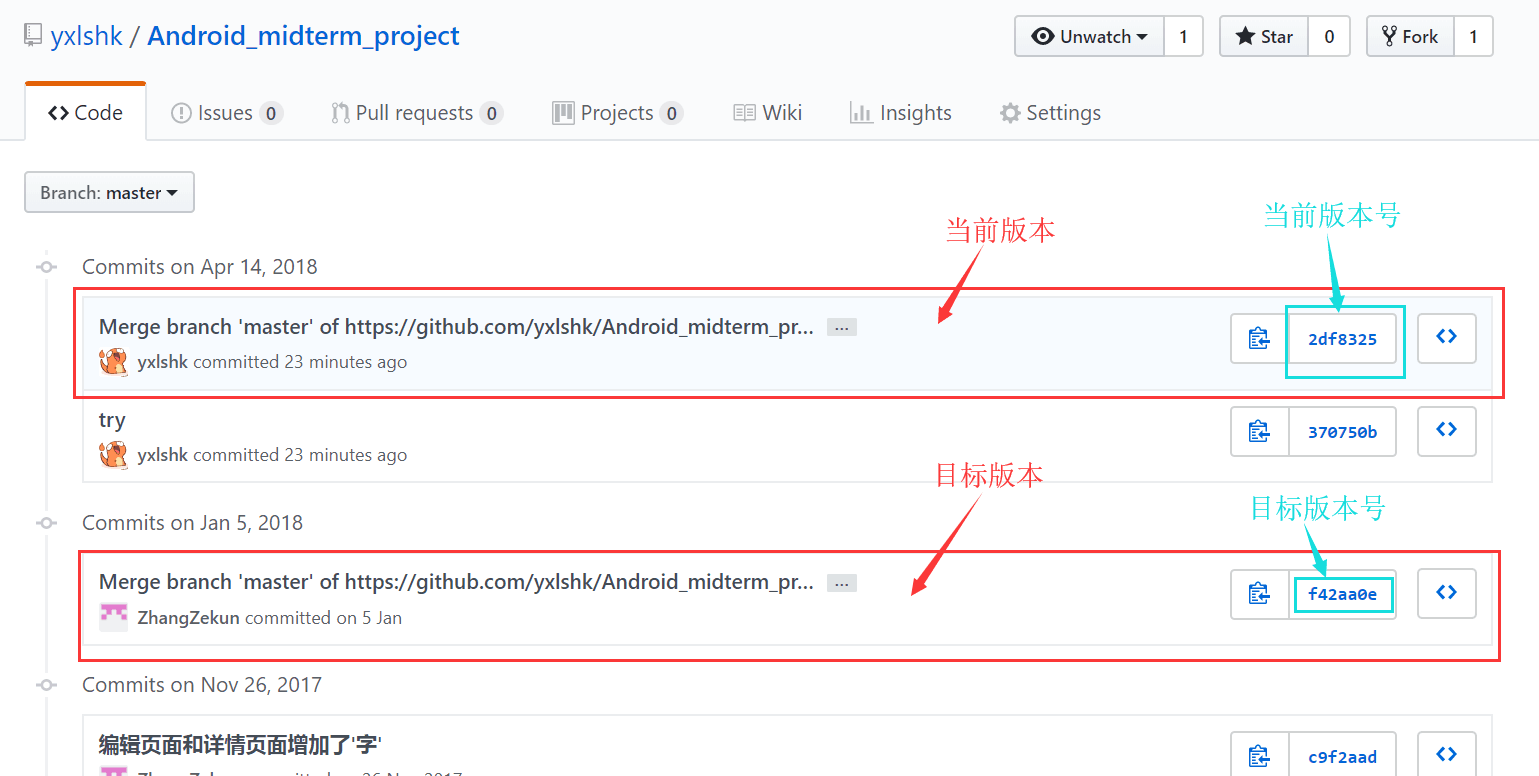 yxlshk / Android_midterm_project
Unwatch 1 Star 0 Fork 1
Code Issues 0 Pull requests 0 Projects 0 Wiki Insights Settings
Branch: master
当前版本
当前版本号
Commits on Apr 14, 2018
Merge branch 'master' of https://github.com/yxlshk/Android_midterm_pr... ...
2df8325
yxlshk committed 23 minutes ago
try
370750b
yxlshk committed 23 minutes ago
目标版本
目标版本号
Commits on Jan 5, 2018
Merge branch 'master' of https://github.com/yxlshk/Android_midterm_pr... ...
f42aa0e
ZhangZekun committed on 5 Jan
Commits on Nov 26, 2017
编辑页面和详情页面增加了'字'
c9f2aad